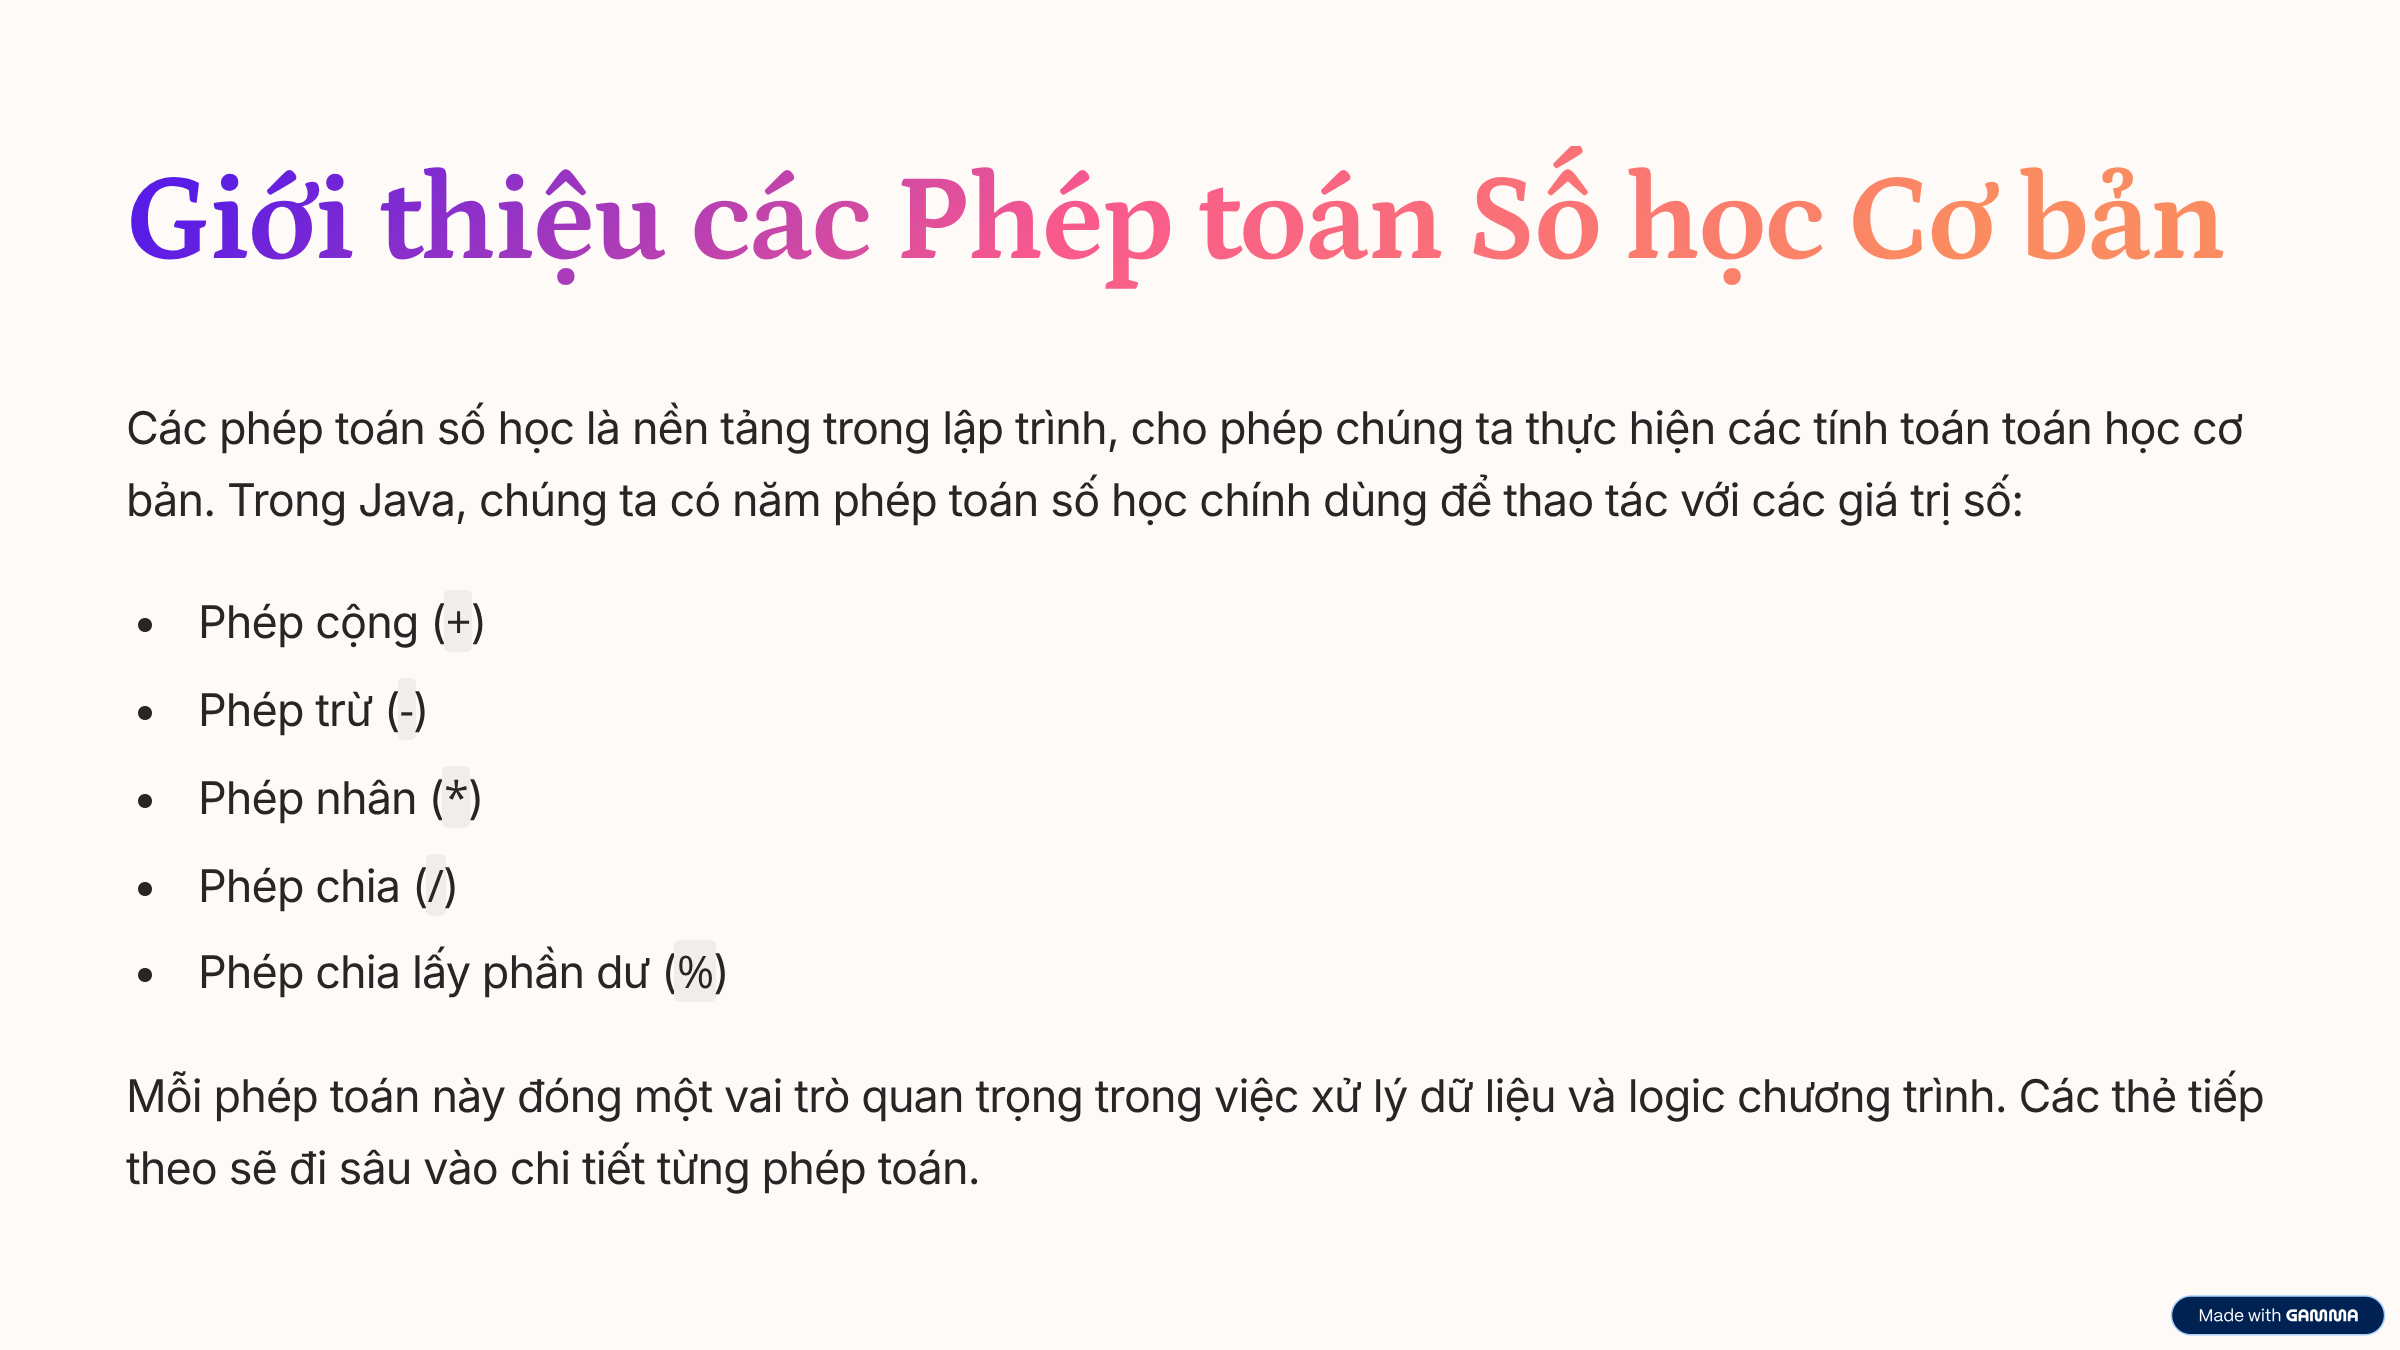 Giới thiệu các Phép toán Số học Cơ bản
Các phép toán số học là nền tảng trong lập trình, cho phép chúng ta thực hiện các tính toán toán học cơ
bản. Trong Java, chúng ta có năm phép toán số học chính dùng để thao tác với các giá trị số:
• Phép cộng (+)
• Phép trừ (-)
• Phép nhân (*)
• Phép chia (/)
• Phép chia lấy phần dư (%)
Mỗi phép toán này đóng một vai trò quan trọng trong việc xử lý dữ liệu và logic chương trình. Các thẻ tiếp
theo sẽ đi sâu vào chi tiết từng phép toán.
Made with GAMMA